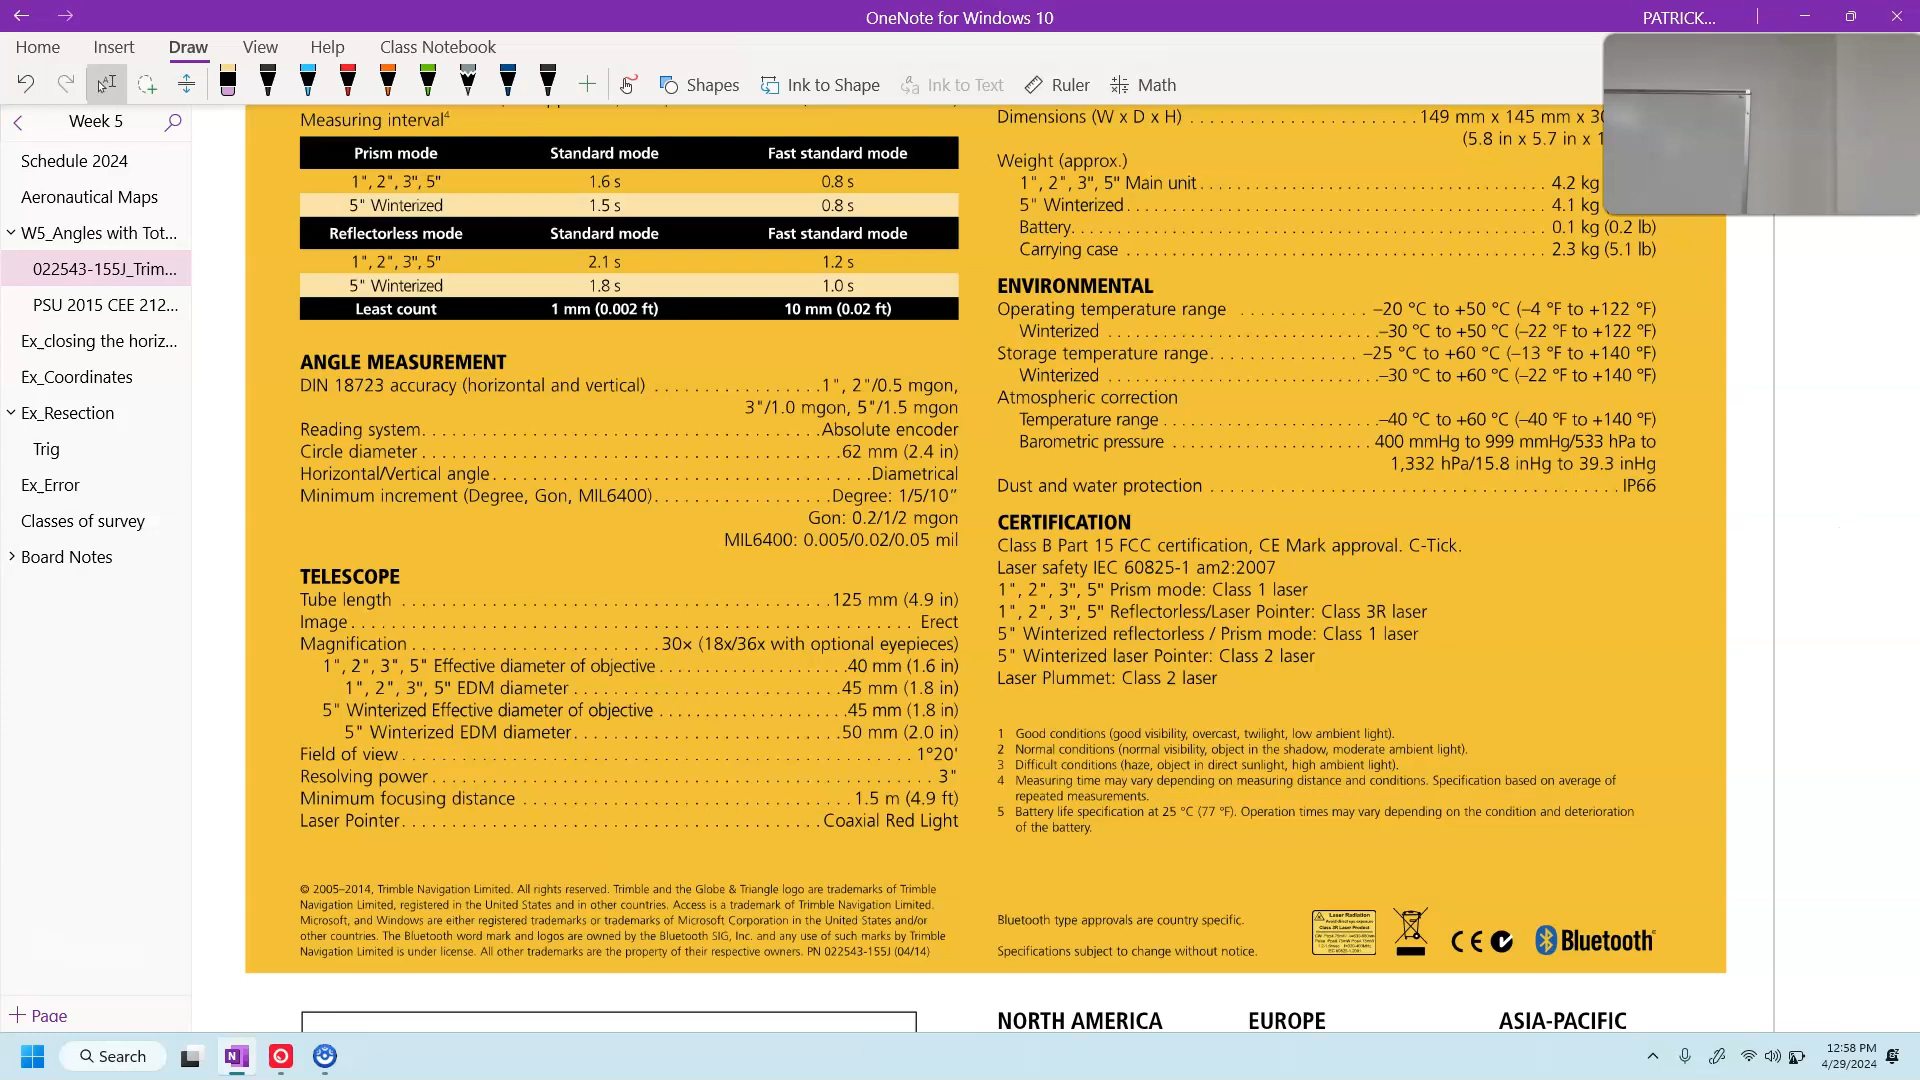 OneNote for Windows 10
PATRICK...
Home
Insert
Draw
View
Help
Class Notebook
Shapes
Ink to Shape
Ink to Text
Ruler
Math
Week 5
Schedule 2024
Aeronautical Maps
W5_Angles with Tot...
022543-155J_Trim...
PSU 2015 CEE 212...
Ex_closing the horiz...
Ex_Coordinates
Ex_Resection
Trig
Ex_Error
Classes of survey
Board Notes
Page
Measuring interval4
Prism mode Standard mode Fast standard mode
1", 2", 3", 5" 1.6 s 0.8 s
5" Winterized 1.5 s 0.8 s
Reflectorless mode Standard mode Fast standard mode
1", 2", 3", 5" 2.1 s 1.2 s
5" Winterized 1.8 s 1.0 s
Least count 1 mm (0.002 ft) 10 mm (0.02 ft)
ANGLE MEASUREMENT
DIN 18723 accuracy (horizontal and vertical) . . . 1", 2"/0.5 mgon,
3"/1.0 mgon, 5"/1.5 mgon
Reading system . . . Absolute encoder
Circle diameter . . . 62 mm (2.4 in)
Horizontal/Vertical angle . . . Diametrical
Minimum increment (Degree, Gon, MIL6400) . . . Degree: 1/5/10”
Gon: 0.2/1/2 mgon
MIL6400: 0.005/0.02/0.05 mil
TELESCOPE
Tube length . . . 125 mm (4.9 in)
Image . . . Erect
Magnification . . . 30× (18x/36x with optional eyepieces)
1", 2", 3", 5" Effective diameter of objective . . . 40 mm (1.6 in)
1", 2", 3", 5" EDM diameter . . . 45 mm (1.8 in)
5" Winterized Effective diameter of objective . . . 45 mm (1.8 in)
5" Winterized EDM diameter . . . 50 mm (2.0 in)
Field of view . . . 1°20'
Resolving power . . . 3"
Minimum focusing distance . . . 1.5 m (4.9 ft)
Laser Pointer . . . Coaxial Red Light
© 2005–2014, Trimble Navigation Limited. All rights reserved. Trimble and the Globe & Triangle logo are trademarks of Trimble
Navigation Limited, registered in the United States and in other countries. Access is a trademark of Trimble Navigation Limited.
Microsoft, and Windows are either registered trademarks or trademarks of Microsoft Corporation in the United States and/or
other countries. The Bluetooth word mark and logos are owned by the Bluetooth SIG, Inc. and any use of such marks by Trimble
Navigation Limited is under license. All other trademarks are the property of their respective owners. PN 022543-155J (04/14)
Dimensions (W x D x H) . . . 149 mm x 145 mm x 30
(5.8 in x 5.7 in x 1
Weight (approx.)
1", 2", 3", 5" Main unit . . . 4.2 kg
5" Winterized . . . 4.1 kg
Battery . . . 0.1 kg (0.2 lb)
Carrying case . . . 2.3 kg (5.1 lb)
ENVIRONMENTAL
Operating temperature range . . . –20 °C to +50 °C (–4 °F to +122 °F)
Winterized . . . –30 °C to +50 °C (–22 °F to +122 °F)
Storage temperature range . . . –25 °C to +60 °C (–13 °F to +140 °F)
Winterized . . . –30 °C to +60 °C (–22 °F to +140 °F)
Atmospheric correction
Temperature range . . . –40 °C to +60 °C (–40 °F to +140 °F)
Barometric pressure . . . 400 mmHg to 999 mmHg/533 hPa to
1,332 hPa/15.8 inHg to 39.3 inHg
Dust and water protection . . . IP66
CERTIFICATION
Class B Part 15 FCC certification, CE Mark approval. C-Tick.
Laser safety IEC 60825-1 am2:2007
1", 2", 3", 5" Prism mode: Class 1 laser
1", 2", 3", 5" Reflectorless/Laser Pointer: Class 3R laser
5" Winterized reflectorless / Prism mode: Class 1 laser
5" Winterized laser Pointer: Class 2 laser
Laser Plummet: Class 2 laser
1 Good conditions (good visibility, overcast, twilight, low ambient light).
2 Normal conditions (normal visibility, object in the shadow, moderate ambient light).
3 Difficult conditions (haze, object in direct sunlight, high ambient light).
4 Measuring time may vary depending on measuring distance and conditions. Specification based on average of
repeated measurements.
5 Battery life specification at 25 °C (77 °F). Operation times may vary depending on the condition and deterioration
of the battery.
Bluetooth type approvals are country specific.
Specifications subject to change without notice.
Laser Radiation
Class 3R Laser Product
CE
Bluetooth
NORTH AMERICA
EUROPE
ASIA-PACIFIC
Search
12:58 PM
4/29/2024